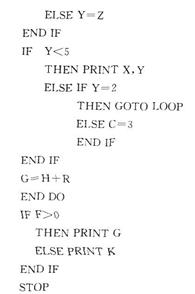 ELSE Y=Z
END IF
IF Y<5
THEN PRINT X,Y
ELSE IF Y=2
THEN GOTO LOOP
ELSE C=3
END IF
END IF
G=H+R
END DO
IF F>0
THEN PRINT G
ELSE PRINT K
END IF
STOP